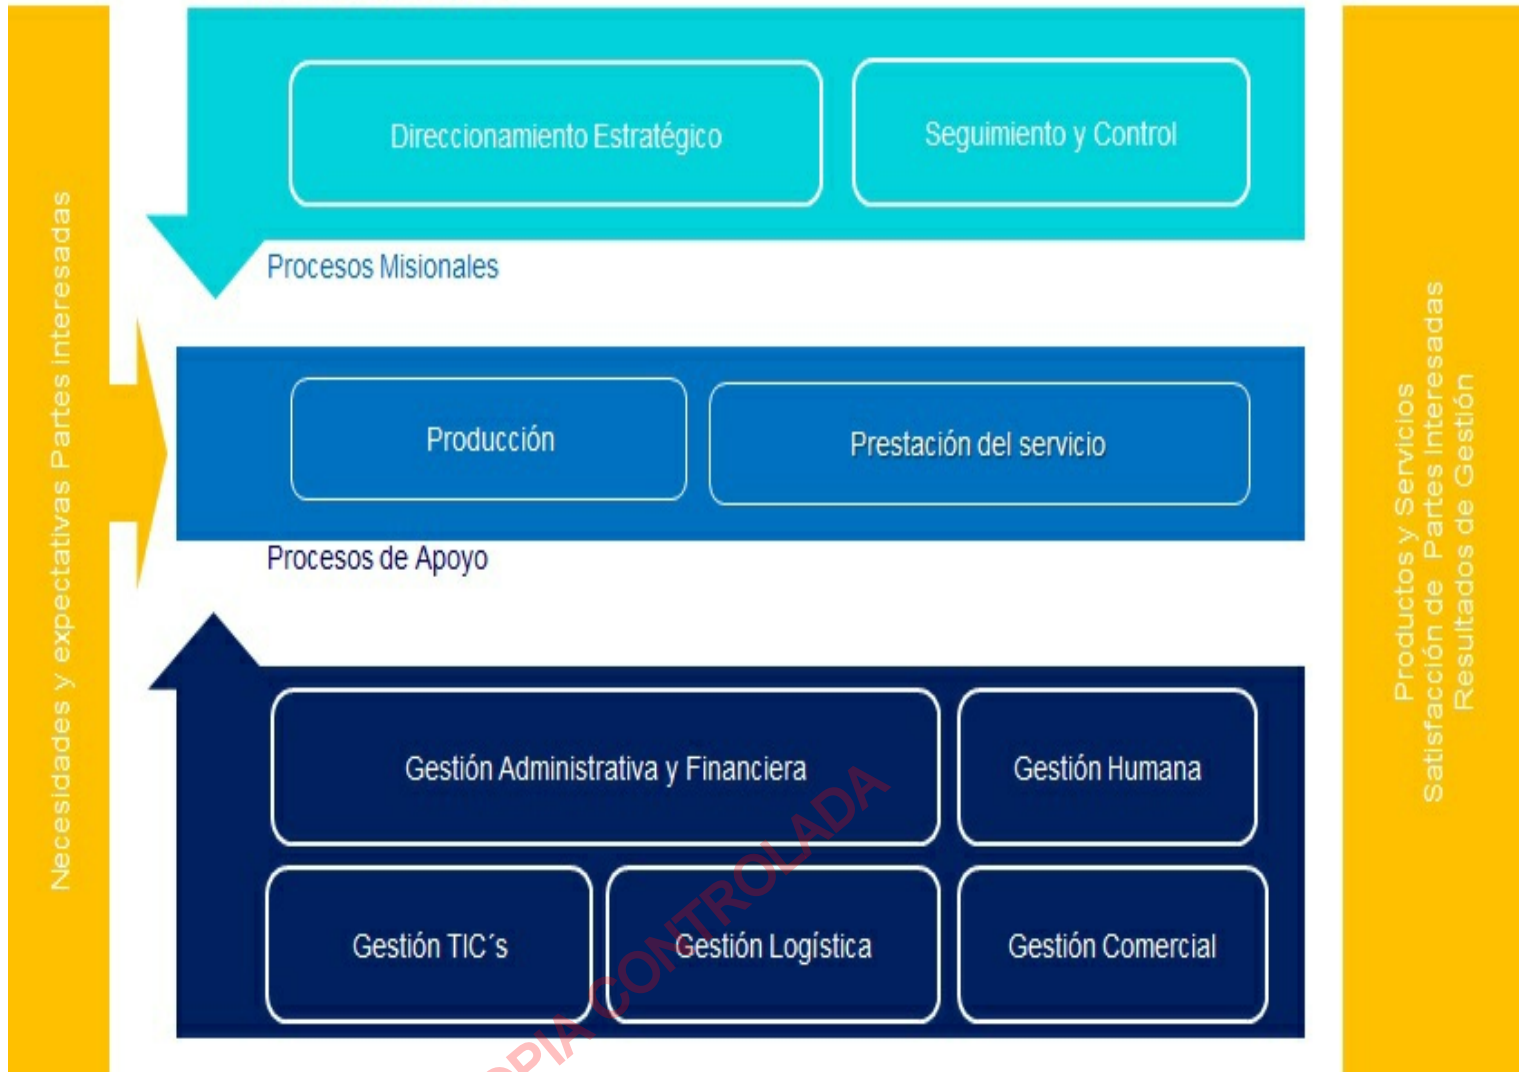 Necesidades y expectativas Partes Interesadas
Direccionamiento Estratégico
Seguimiento y Control
Procesos Misionales
Producción
Prestación del servicio
Procesos de Apoyo
Gestión Administrativa y Financiera
Gestión Humana
Gestión TIC´s
Gestión Logística
Gestión Comercial
CONTROLADA
Productos y Servicios
Satisfacción de Partes Interesadas
Resultados de Gestión